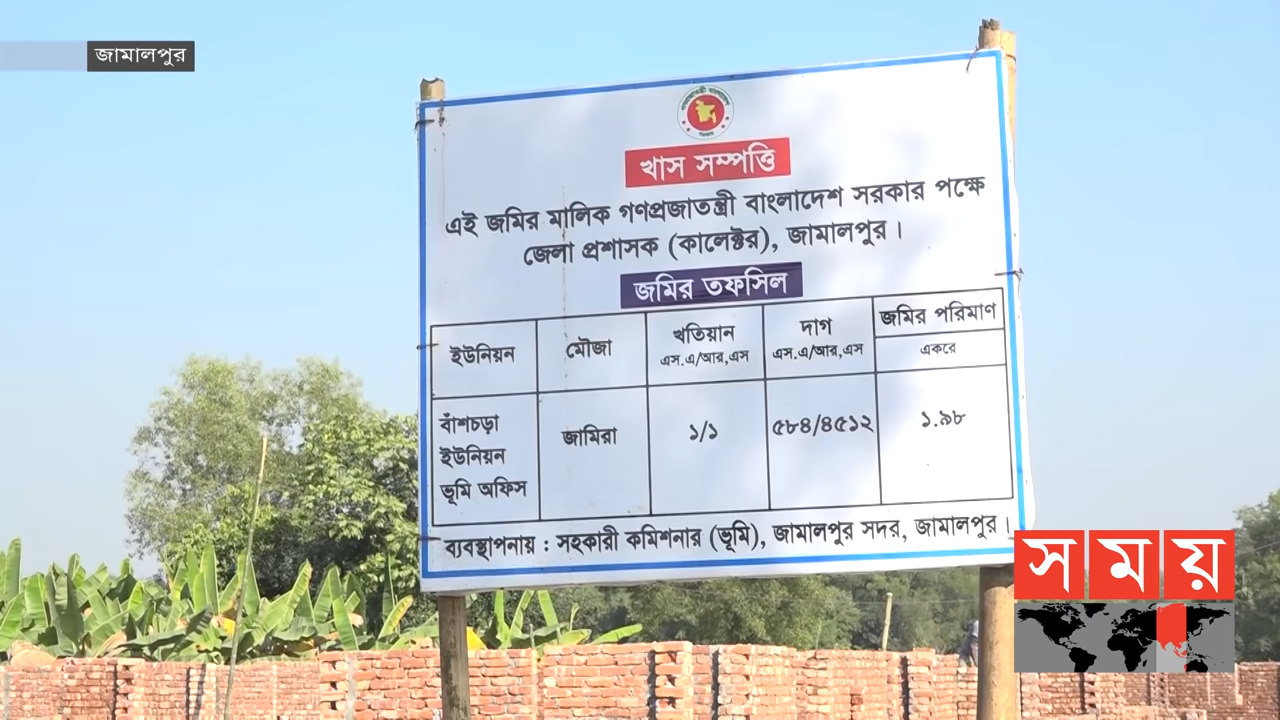 জামালপুর
খাস সম্পত্তি
এই জমির মালিক গণপ্রজাতন্ত্রী বাংলাদেশ সরকার পক্ষে
জেলা প্রশাসক (কালেক্টর), জামালপুর।
জমির তফসিল
ইউনিয়ন মৌজা খতিয়ান দাগ জমির পরিমাণ
এস.এ/আর,এস এস.এ/আর,এস একরে
বাঁশচড়া জামিরা ১/১ ৫৮৪/৪৫১২ ১.৯৮
ইউনিয়ন
ভূমি অফিস
ব্যবস্থাপনায় : সহকারী কমিশনার (ভূমি), জামালপুর সদর, জামালপুর।
সময়